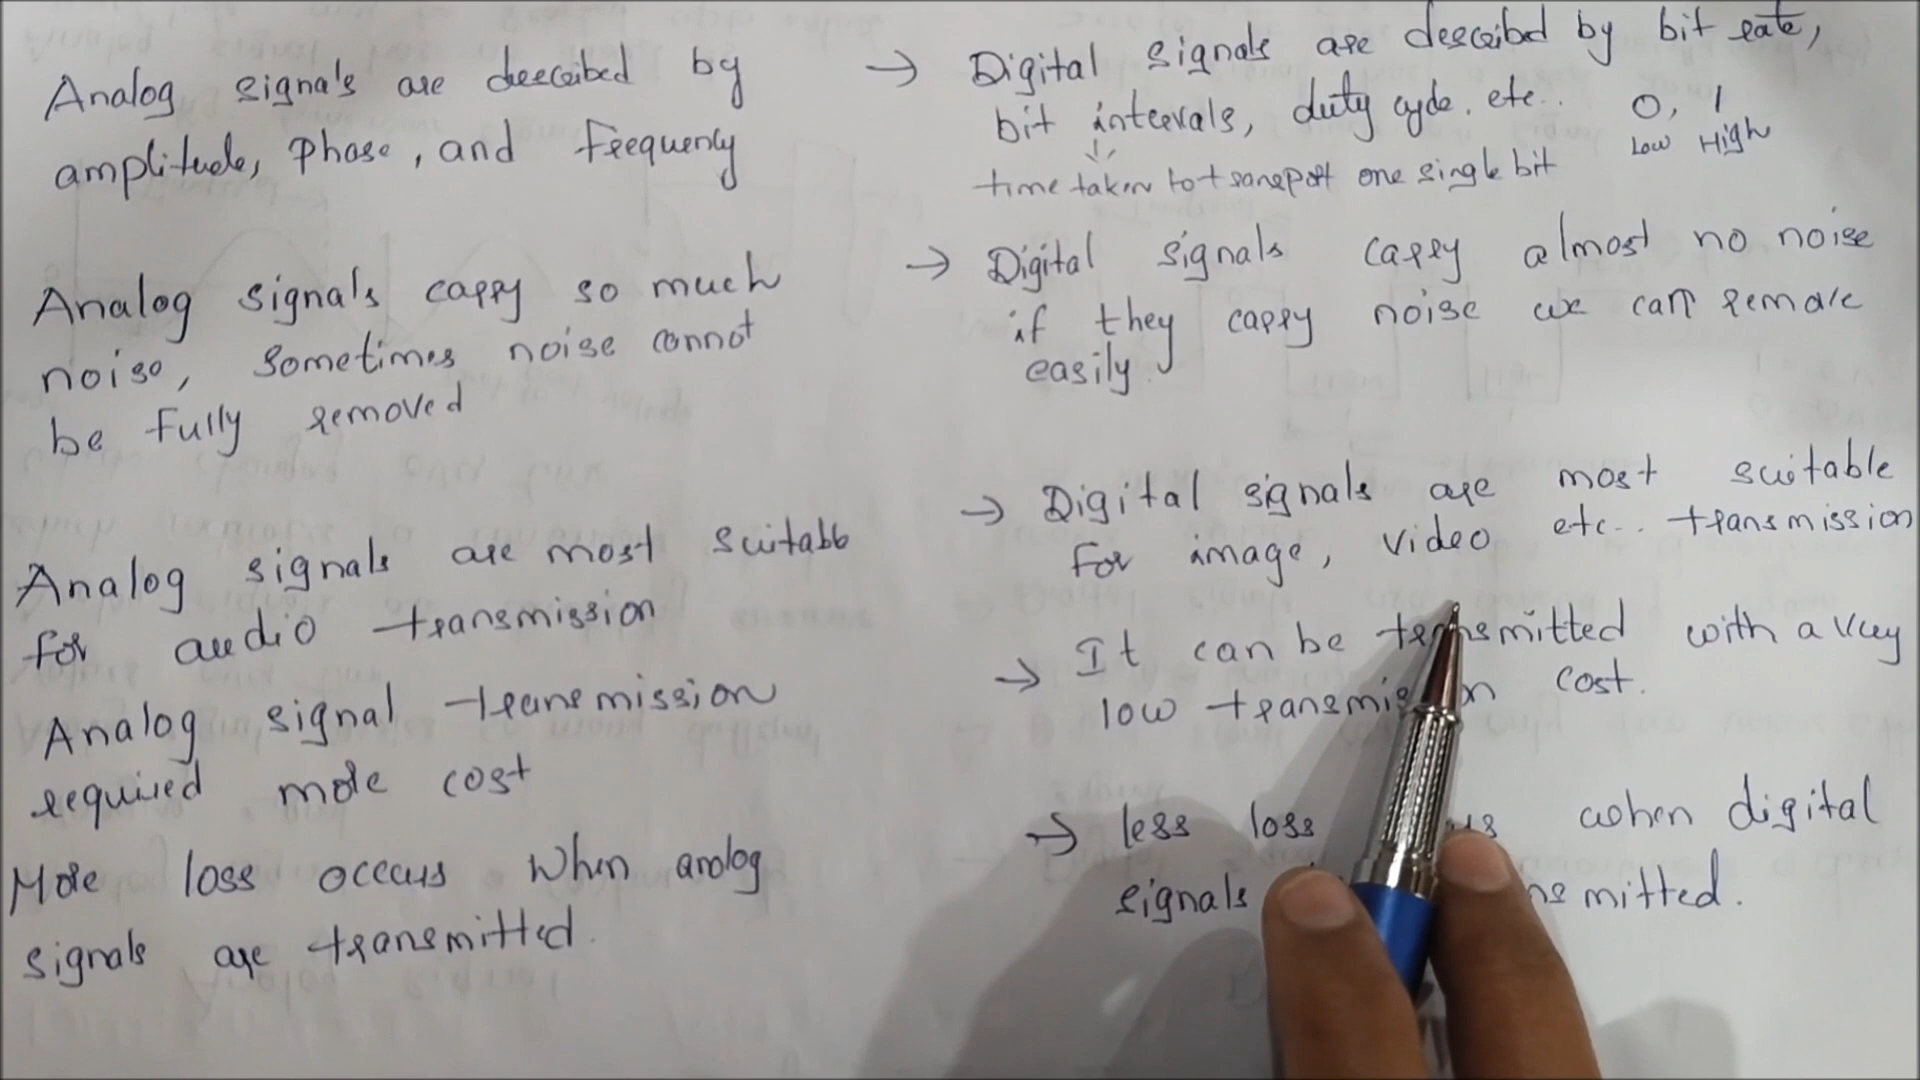 Analog signals are described by
amplitude, phase, and frequency
Analog signals carry so much
noise, sometimes noise cannot
be fully removed
Analog signals are most suitable
for audio transmission
Analog signal transmission
required more cost
More loss occurs when analog
signals are transmitted.
→ Digital signals are described by bit rate,
bit intervals, duty cycle. etc.. 0, 1
Low High
time taken to transport one single bit
→ Digital signals carry almost no noise
if they carry noise we can remove
easily.
→ Digital signals are most suitable
for image, video etc.. transmission
→ It can be transmitted with a very
low transmission cost.
→ less loss when digital
signals mitted.